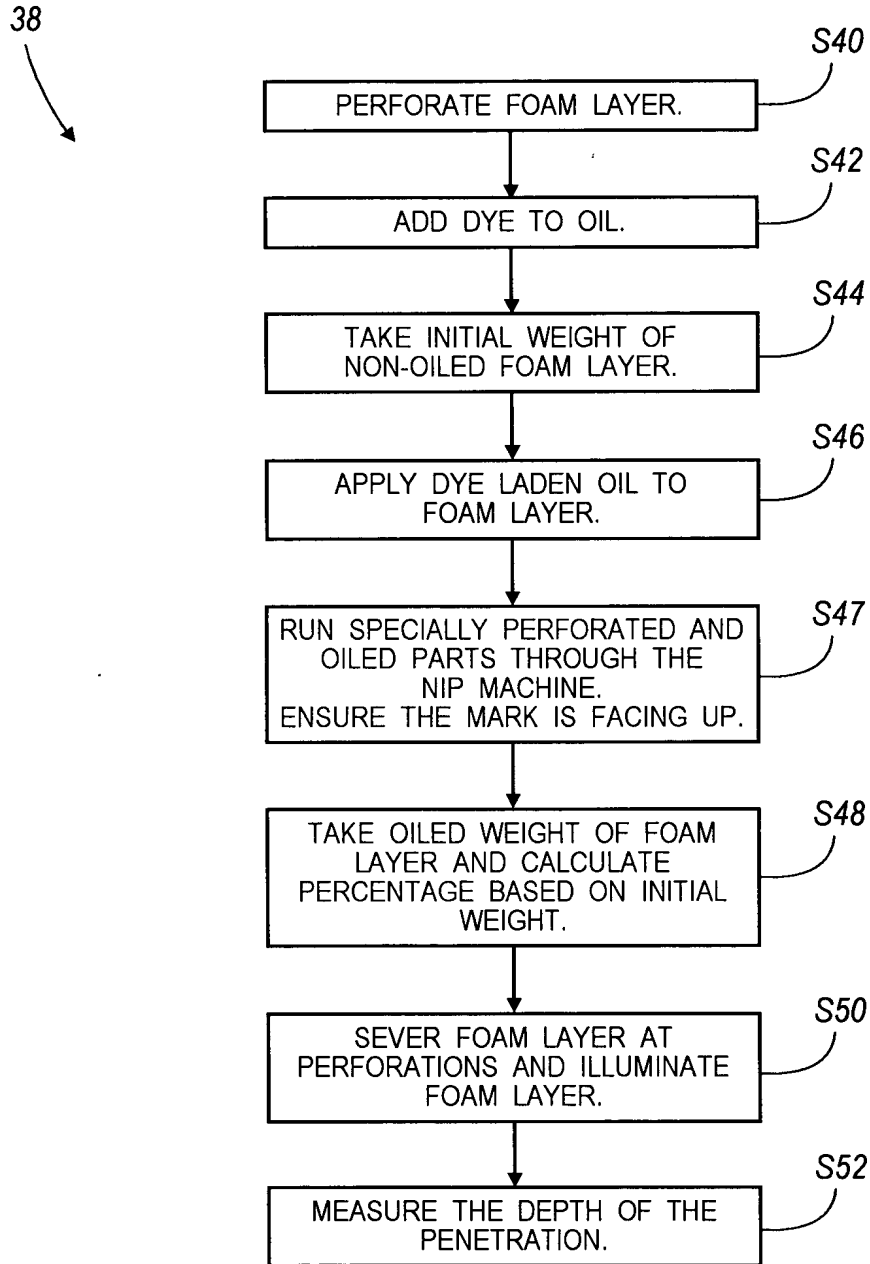 38
S40
PERFORATE FOAM LAYER.
S42
ADD DYE TO OIL.
S44
TAKE INITIAL WEIGHT OF
NON-OILED FOAM LAYER.
S46
APPLY DYE LADEN OIL TO
FOAM LAYER.
S47
RUN SPECIALLY PERFORATED AND
OILED PARTS THROUGH THE
NIP MACHINE.
ENSURE THE MARK IS FACING UP.
S48
TAKE OILED WEIGHT OF FOAM
LAYER AND CALCULATE
PERCENTAGE BASED ON INITIAL
WEIGHT.
S50
SEVER FOAM LAYER AT
PERFORATIONS AND ILLUMINATE
FOAM LAYER.
S52
MEASURE THE DEPTH OF THE
PENETRATION.